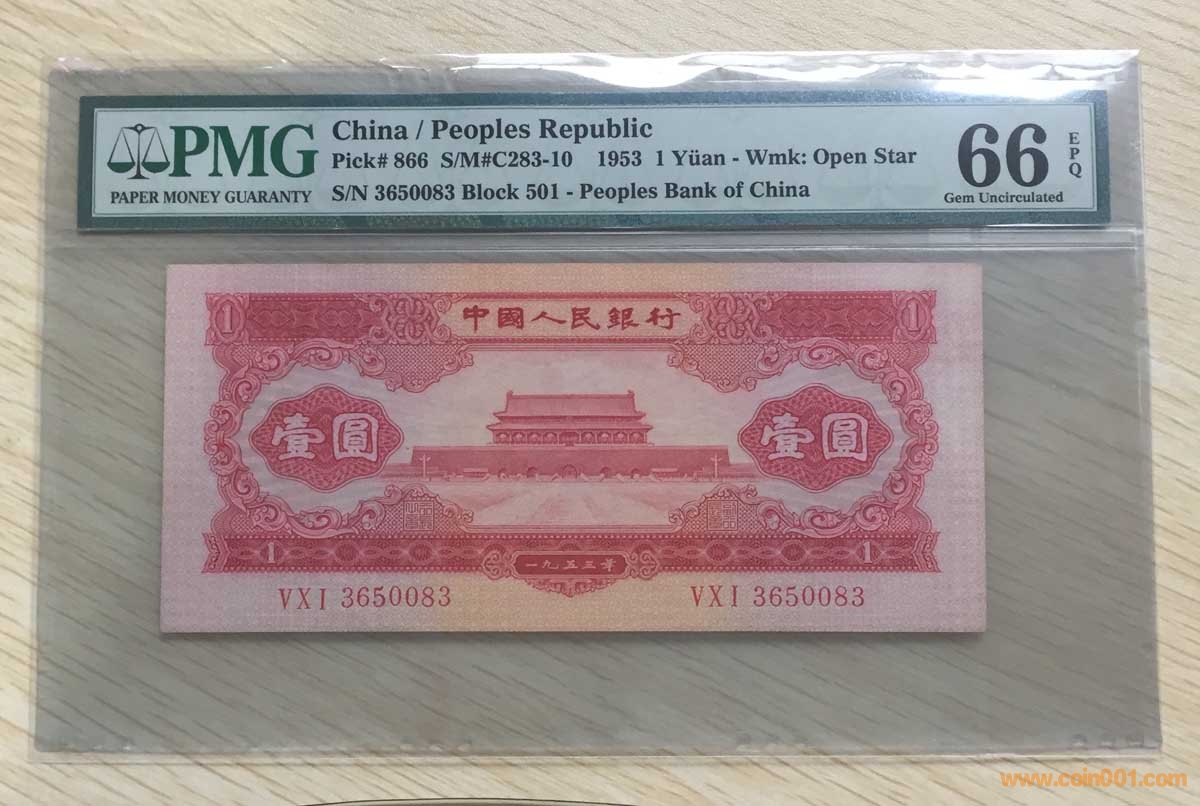 PMG
PAPER MONEY GUARANTY
China / Peoples Republic
Pick# 866 S/M#C283-10 1953 1 Yüan - Wmk: Open Star
S/N 3650083 Block 501 - Peoples Bank of China
66
EPQ
Gem Uncirculated
1 中國人民銀行 1
壹圓 壹圓
1 一九五三年 1
VXI 3650083 VXI 3650083
www.coin001.com